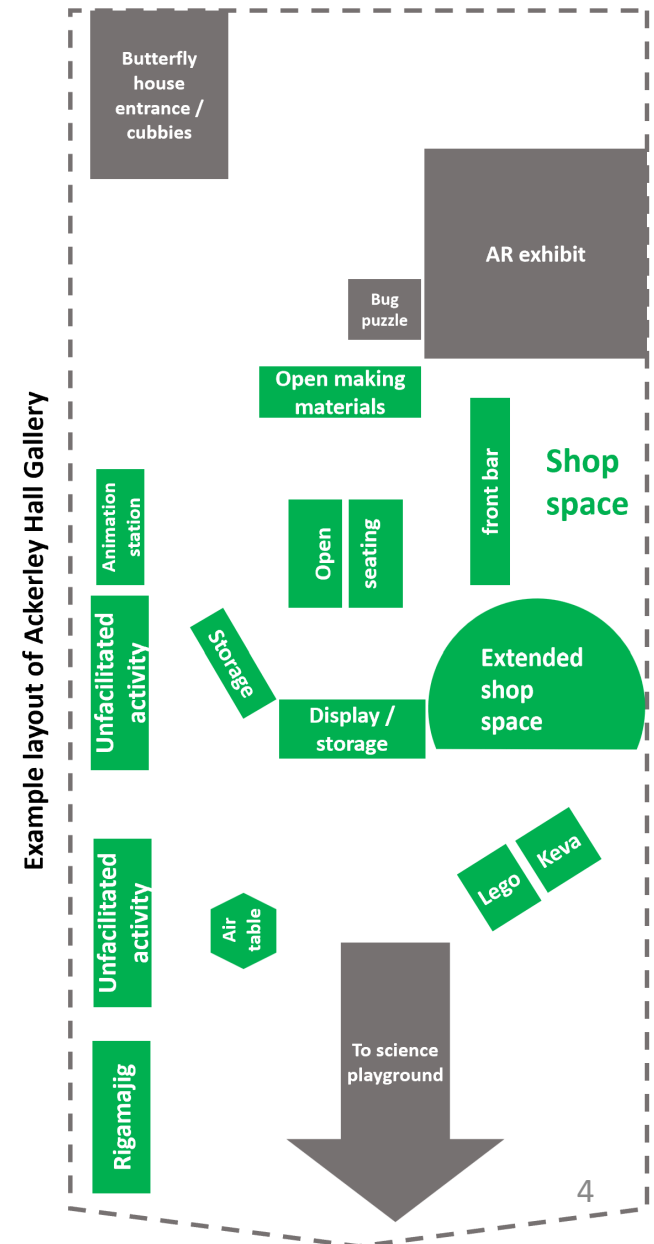 Example layout of Ackerley Hall Gallery
Butterfly
house
entrance /
cubbies
AR exhibit
Bug
puzzle
Open making
materials
front bar
Shop
space
Animation
station
Open
seating
Unfacilitated
activity
Storage
Extended
shop
space
Display /
storage
Lego
Keva
Unfacilitated
activity
Air
table
To science
playground
Rigamajig
4